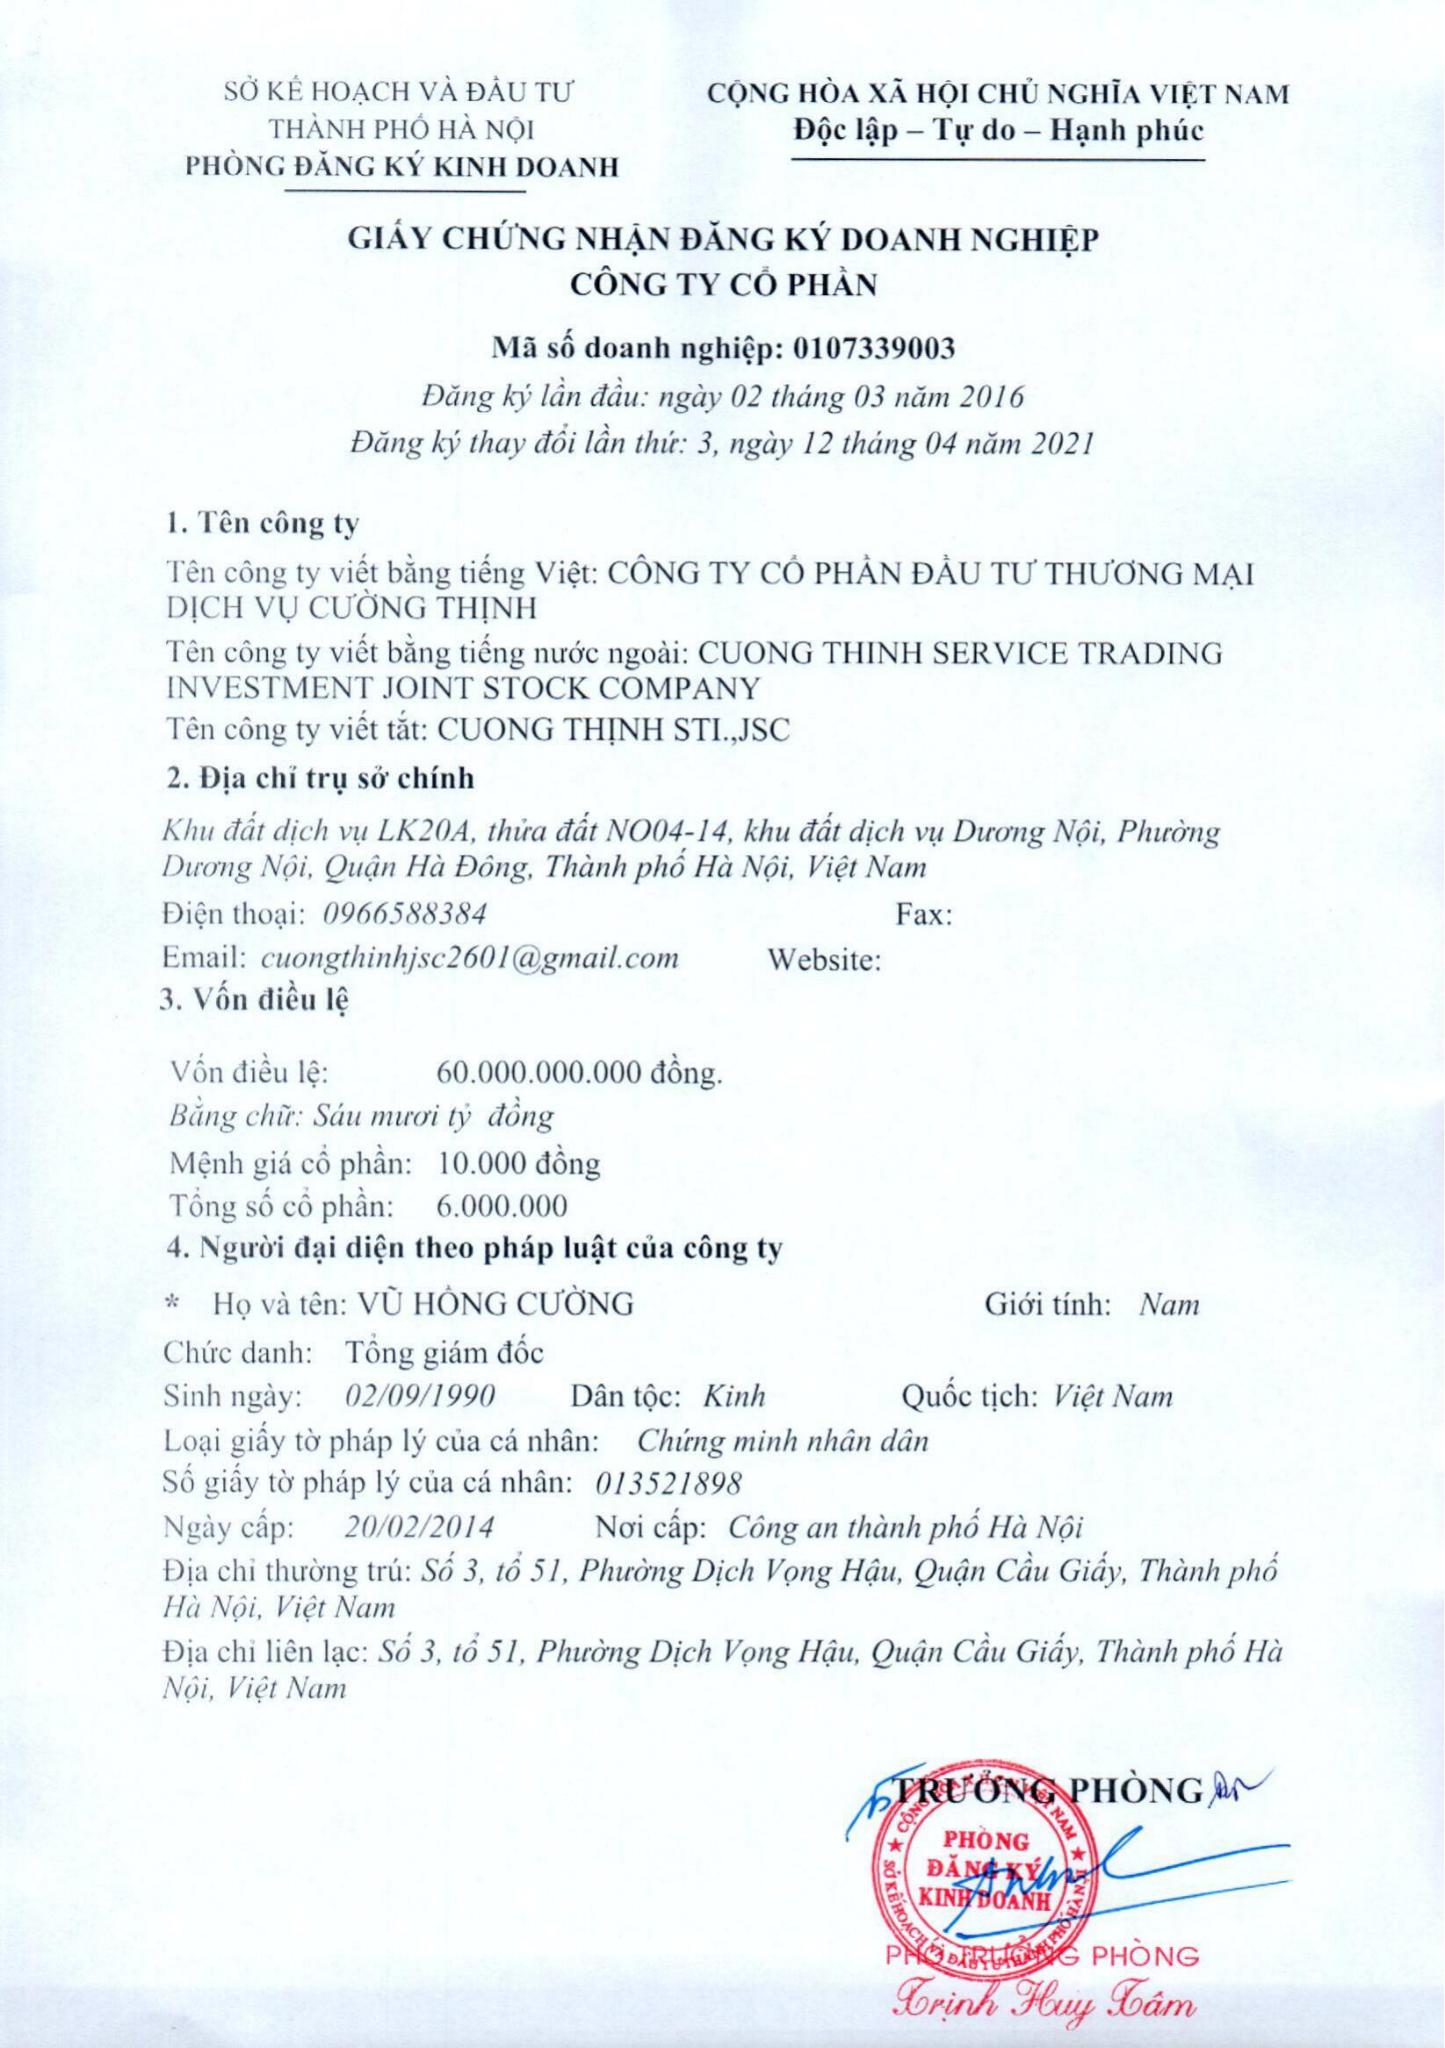 SỞ KẾ HOẠCH VÀ ĐẦU TƯ
THÀNH PHỐ HÀ NỘI
PHÒNG ĐĂNG KÝ KINH DOANH
CỘNG HÒA XÃ HỘI CHỦ NGHĨA VIỆT NAM
Độc lập – Tự do – Hạnh phúc
GIẤY CHỨNG NHẬN ĐĂNG KÝ DOANH NGHIỆP
CÔNG TY CỔ PHẦN
Mã số doanh nghiệp: 0107339003
Đăng ký lần đầu: ngày 02 tháng 03 năm 2016
Đăng ký thay đổi lần thứ: 3, ngày 12 tháng 04 năm 2021
1. Tên công ty
Tên công ty viết bằng tiếng Việt: CÔNG TY CỔ PHẦN ĐẦU TƯ THƯƠNG MẠI
DỊCH VỤ CƯỜNG THỊNH
Tên công ty viết bằng tiếng nước ngoài: CUONG THINH SERVICE TRADING
INVESTMENT JOINT STOCK COMPANY
Tên công ty viết tắt: CUONG THỊNH STI.,JSC
2. Địa chỉ trụ sở chính
Khu đất dịch vụ LK20A, thửa đất NO04-14, khu đất dịch vụ Dương Nội, Phường
Dương Nội, Quận Hà Đông, Thành phố Hà Nội, Việt Nam
Điện thoại: 0966588384 Fax:
Email: cuongthinhjsc2601@gmail.com Website:
3. Vốn điều lệ
Vốn điều lệ: 60.000.000.000 đồng.
Bằng chữ: Sáu mươi tỷ đồng
Mệnh giá cổ phần: 10.000 đồng
Tổng số cổ phần: 6.000.000
4. Người đại diện theo pháp luật của công ty
* Họ và tên: VŨ HỒNG CƯỜNG Giới tính: Nam
Chức danh: Tổng giám đốc
Sinh ngày: 02/09/1990 Dân tộc: Kinh Quốc tịch: Việt Nam
Loại giấy tờ pháp lý của cá nhân: Chứng minh nhân dân
Số giấy tờ pháp lý của cá nhân: 013521898
Ngày cấp: 20/02/2014 Nơi cấp: Công an thành phố Hà Nội
Địa chỉ thường trú: Số 3, tổ 51, Phường Dịch Vọng Hậu, Quận Cầu Giấy, Thành phố
Hà Nội, Việt Nam
Địa chỉ liên lạc: Số 3, tổ 51, Phường Dịch Vọng Hậu, Quận Cầu Giấy, Thành phố Hà
Nội, Việt Nam
TRƯỞNG PHÒNG
CỘNG HÒA XÃ HỘI CHỦ NGHĨA VIỆT NAM
PHÒNG
ĐĂNG KÝ
KINH DOANH
SỞ KẾ HOẠCH VÀ ĐẦU TƯ THÀNH PHỐ HÀ NỘI
PHÓ TRƯỞNG PHÒNG
Trịnh Huy Tâm